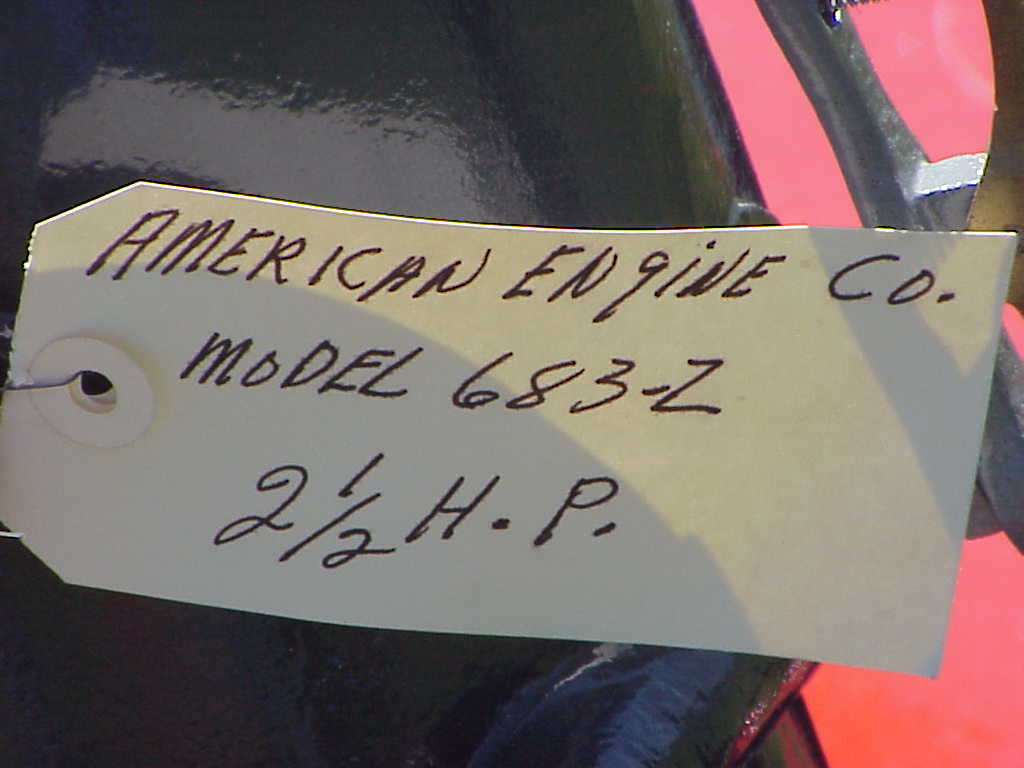 AMERICAN ENgiNE CO.
MODEL 683-Z
2 1/2 H.P.